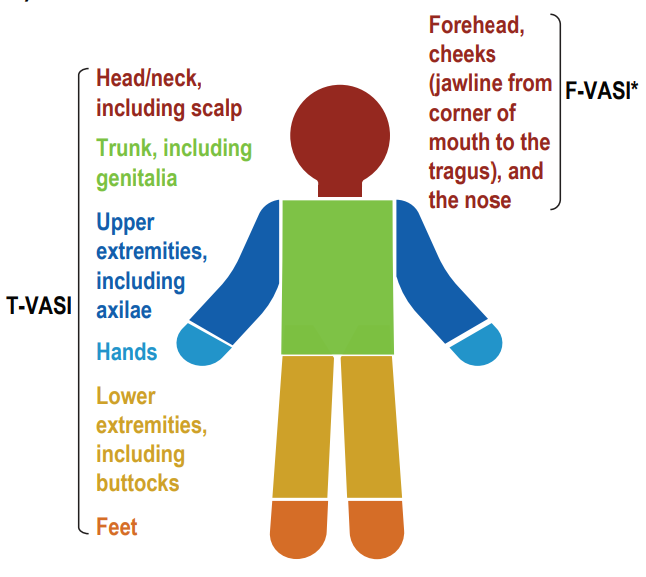 T-VASI
Head/neck,
including scalp
Trunk, including
genitalia
Upper
extremities,
including
axilae
Hands
Lower
extremities,
including
buttocks
Feet
Forehead,
cheeks
(jawline from
corner of
mouth to the
tragus), and
the nose
F-VASI*